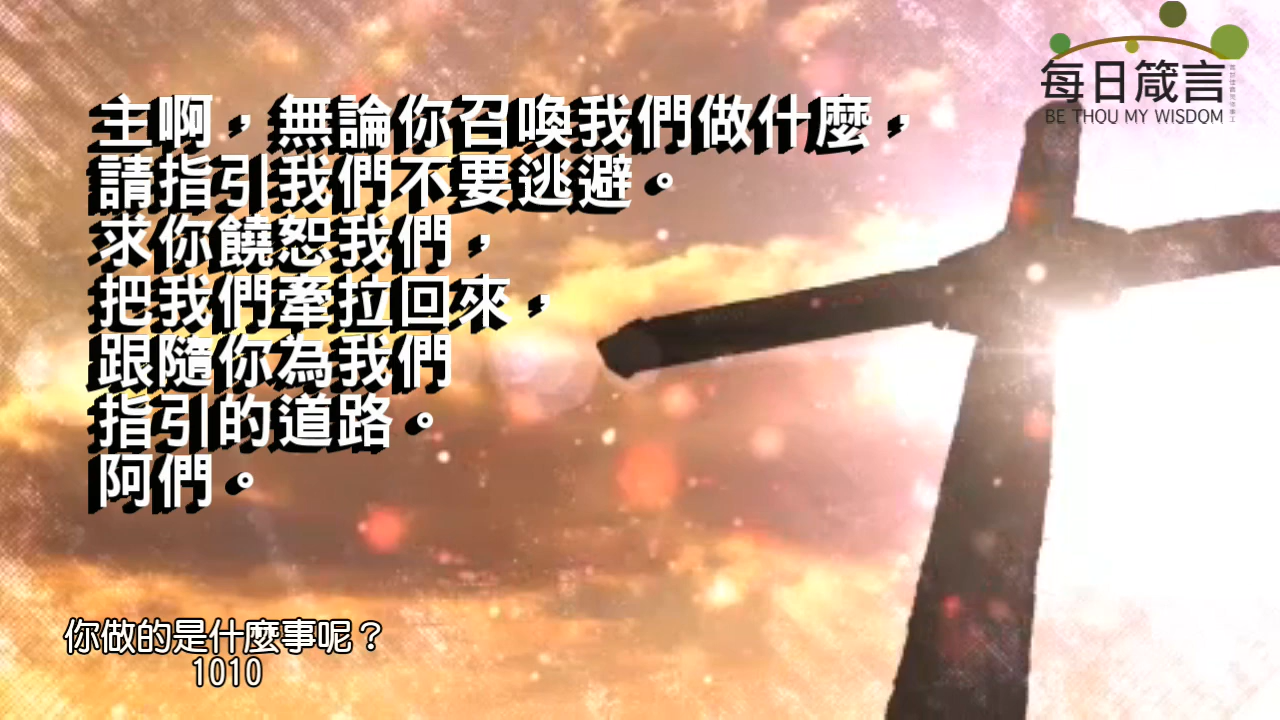 每日箴言
BE THOU MY WISDOM
主啊，無論你召喚我們做什麼，
請指引我們不要逃避。
求你饒恕我們，
把我們牽拉回來，
跟隨你為我們
指引的道路。
阿們。
你做的是什麼事呢？
1010